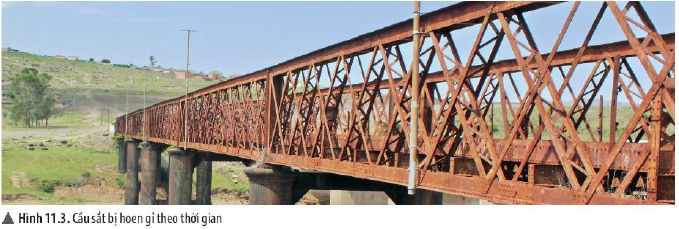 ▲ Hình 11.3. Cầu sắt bị hoen gỉ theo thời gian